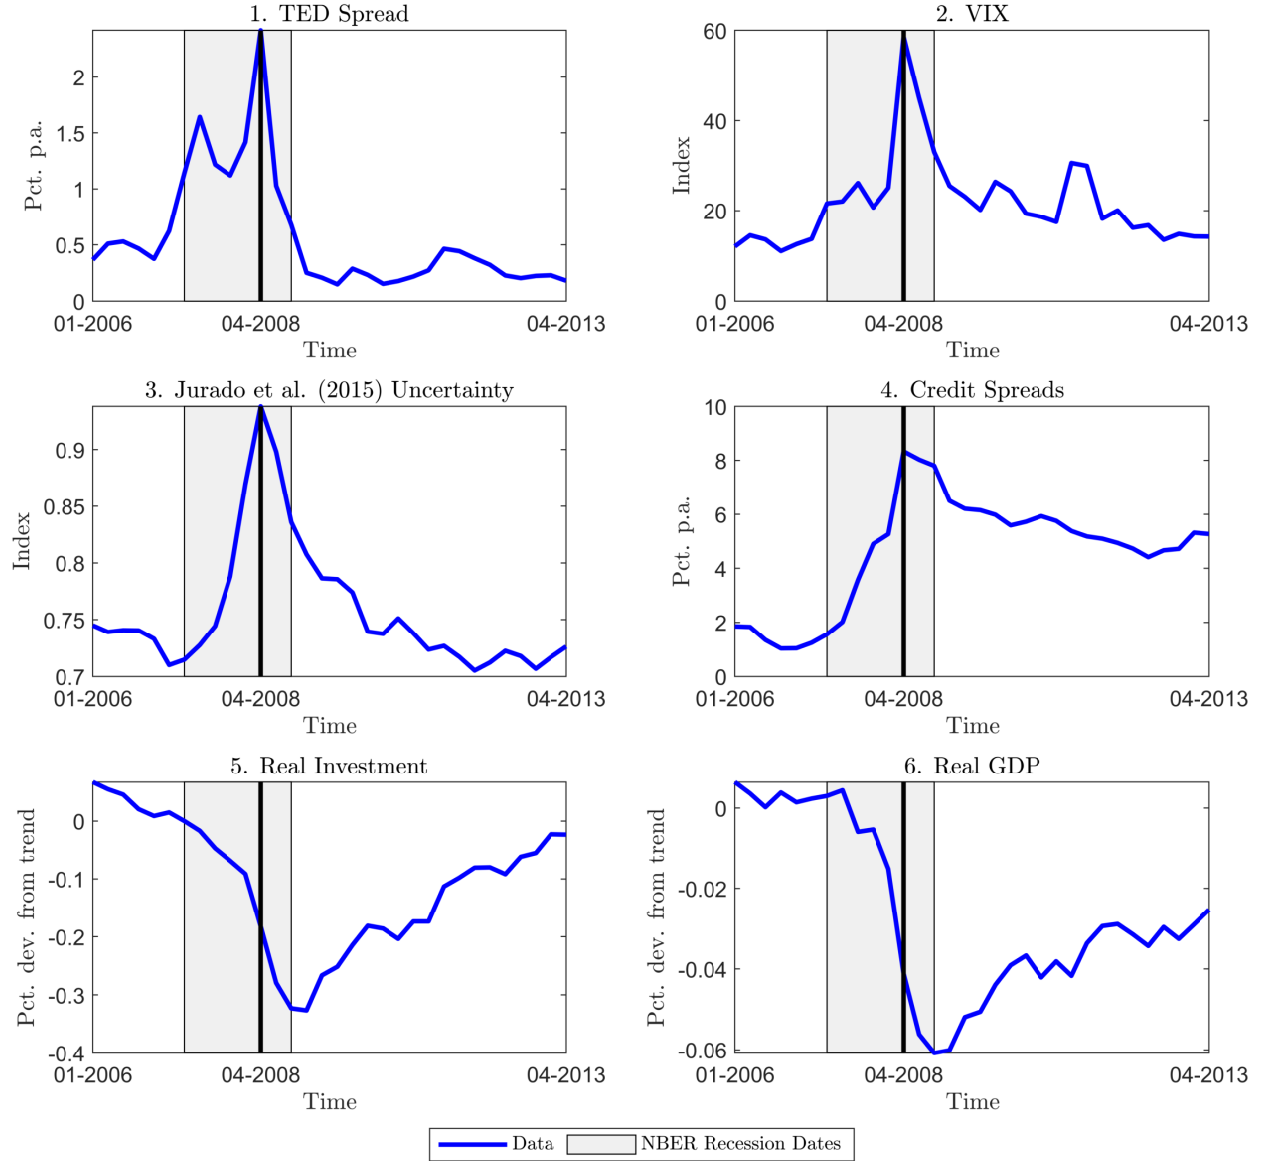 1. TED Spread
Pct. p.a.
2
1.5
1
0.5
0
01-2006
04-2008
04-2013
Time
2. VIX
Index
60
40
20
0
01-2006
04-2008
04-2013
Time
3. Jurado et al. (2015) Uncertainty
Index
0.9
0.85
0.8
0.75
0.7
01-2006
04-2008
04-2013
Time
4. Credit Spreads
Pct. p.a.
10
8
6
4
2
0
01-2006
04-2008
04-2013
Time
5. Real Investment
Pct. dev. from trend
0
-0.1
-0.2
-0.3
-0.4
01-2006
04-2008
04-2013
Time
6. Real GDP
Pct. dev. from trend
0
-0.02
-0.04
-0.06
01-2006
04-2008
04-2013
Time
Data
NBER Recession Dates